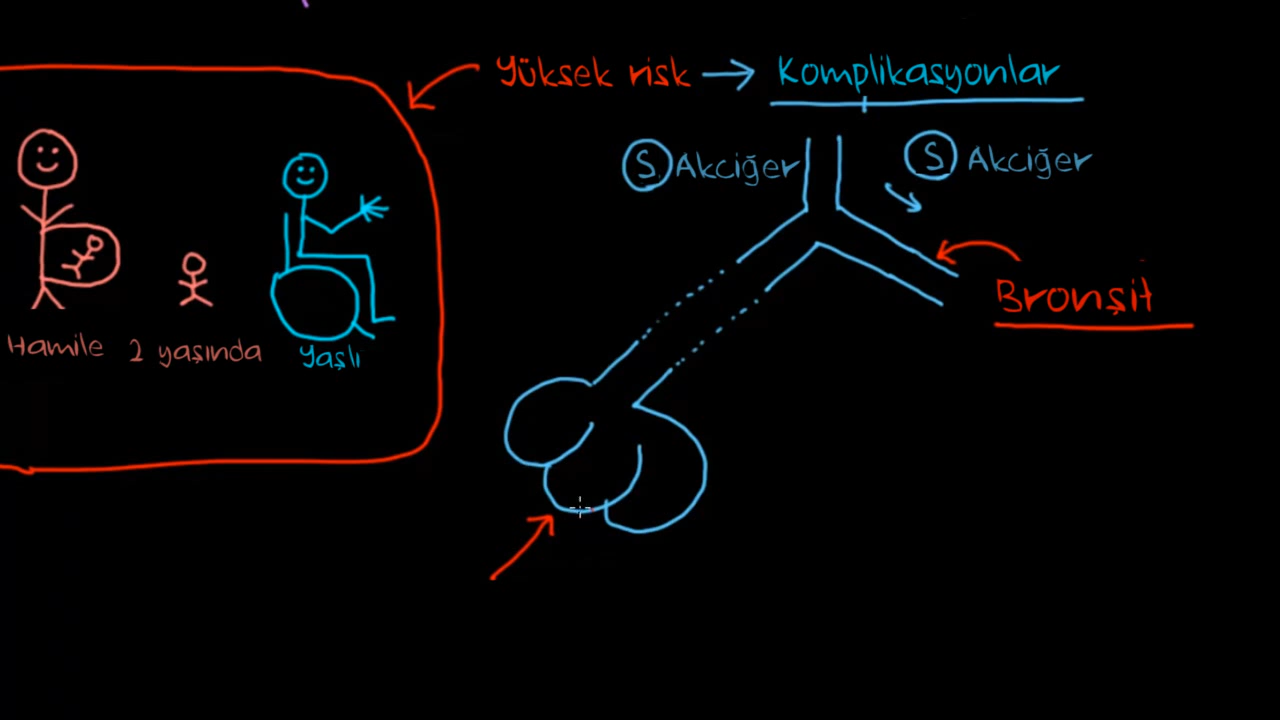 Yüksek risk → Komplikasyonlar
S Akciğer
S Akciğer
Bronşit
Hamile
2 yaşında
Yaşlı